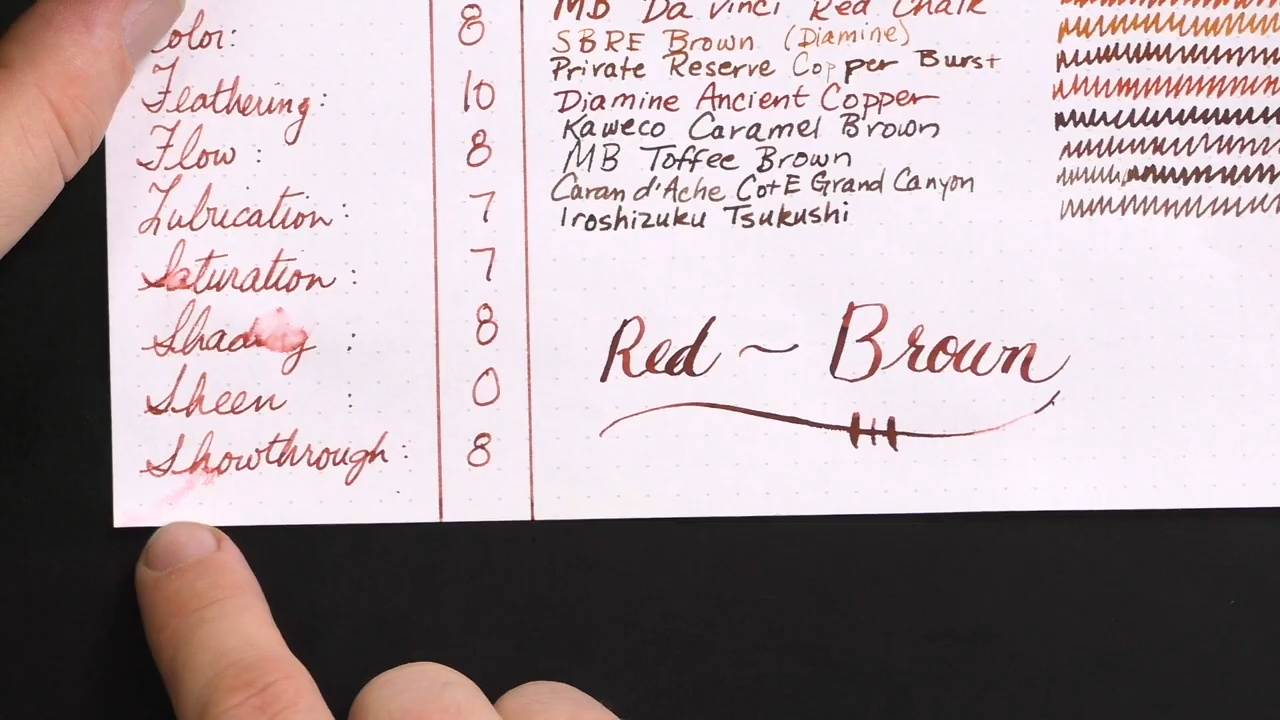 Color: 8
Feathering: 10
Flow : 8
Lubrication: 7
Saturation : 7
Shading : 8
Sheen : 0
Showthrough: 8
MB Da Vinci Red Chalk
SBRE Brown (Diamine)
Private Reserve Copper Burst
Diamine Ancient Copper
Kaweco Caramel Brown
MB Toffee Brown
Caran d'Ache CotE Grand Canyon
Iroshizuku Tsukushi
Red ~ Brown